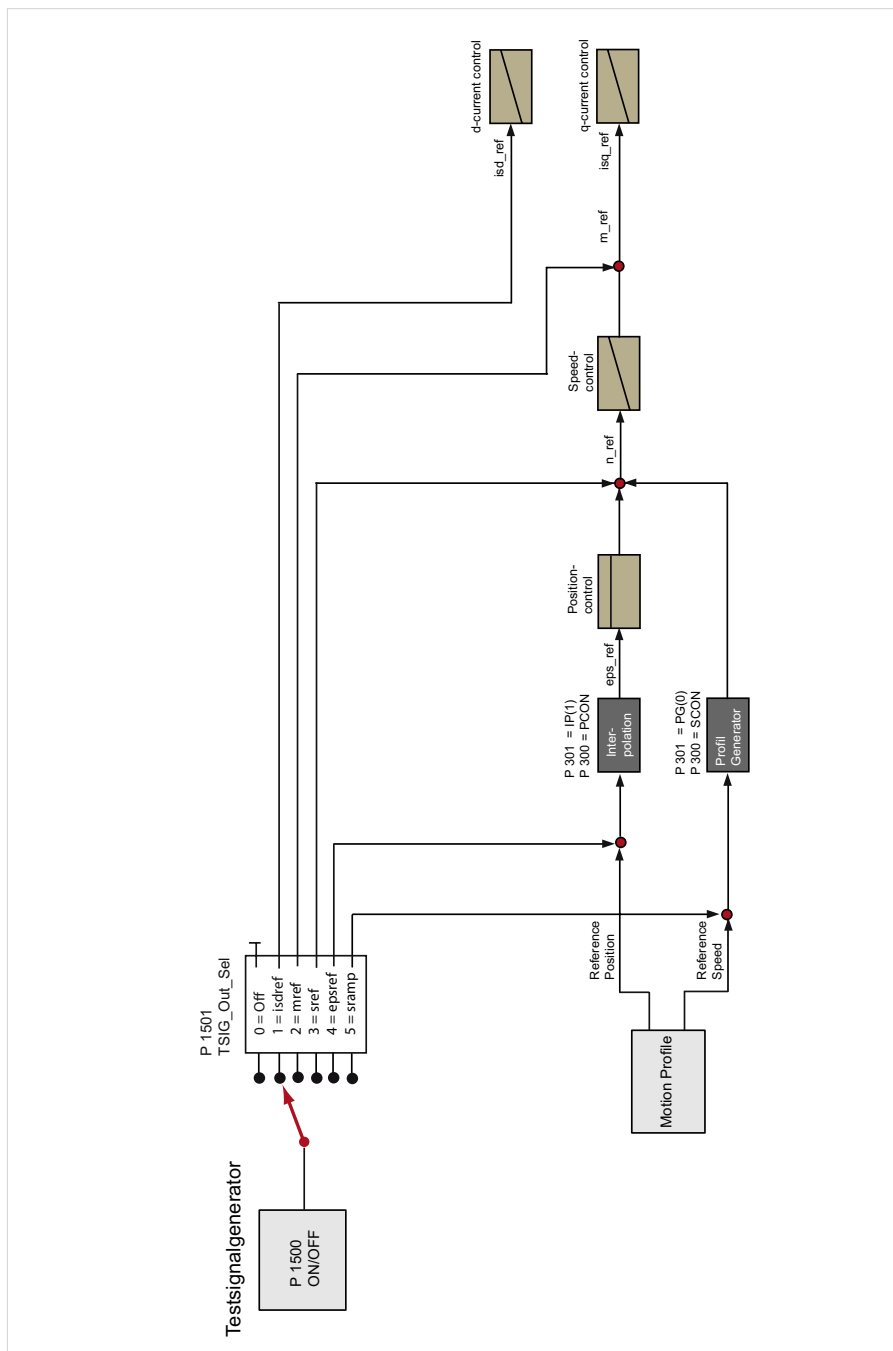 Testsignalgenerator
P 1500
ON/OFF
P 1501
TSIG_Out_Sel
0 = Off
1 = isdref
2 = mref
3 = sref
4 = epsref
5 = sramp
Motion Profile
Reference
Position
Reference
Speed
P 301 = IP(1)
P 300 = PCON
Inter-
polation
P 301 = PG(0)
P 300 = SCON
Profil
Generator
eps_ref
Position-
control
n_ref
Speed-
control
m_ref
isq_ref
q-current control
isd_ref
d-current control